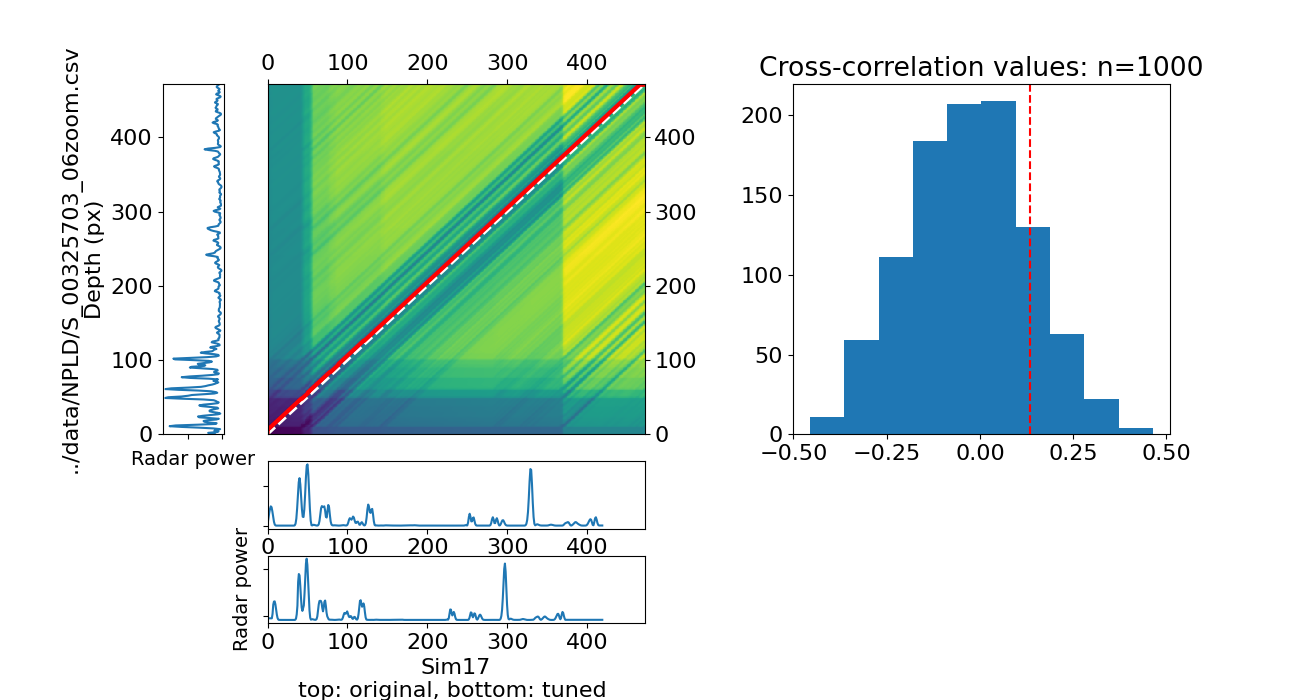 0 100 200 300 400
Cross-correlation values: n=1000
../data/NPLD/S_00325703_06zoom.csv
Depth (px)
400
300
200
100
0
400
300
200
100
0
200
150
100
50
0
−0.50 −0.25 0.00 0.25 0.50
Radar power
0 100 200 300 400
Radar power
0 100 200 300 400
Sim17
top: original, bottom: tuned